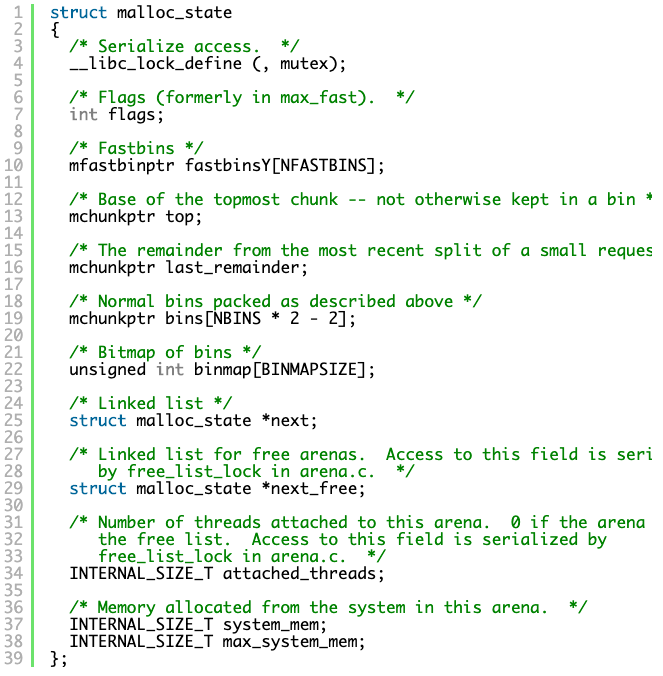 1 struct malloc_state
2 {
3 /* Serialize access.  */
4 __libc_lock_define (, mutex);
5
6 /* Flags (formerly in max_fast).  */
7 int flags;
8
9 /* Fastbins */
10 mfastbinptr fastbinsY[NFASTBINS];
11
12 /* Base of the topmost chunk -- not otherwise kept in a bin *
13 mchunkptr top;
14
15 /* The remainder from the most recent split of a small reques
16 mchunkptr last_remainder;
17
18 /* Normal bins packed as described above */
19 mchunkptr bins[NBINS * 2 - 2];
20
21 /* Bitmap of bins */
22 unsigned int binmap[BINMAPSIZE];
23
24 /* Linked list */
25 struct malloc_state *next;
26
27 /* Linked list for free arenas.  Access to this field is seri
28 by free_list_lock in arena.c.  */
29 struct malloc_state *next_free;
30
31 /* Number of threads attached to this arena.  0 if the arena
32 the free list.  Access to this field is serialized by
33 free_list_lock in arena.c.  */
34 INTERNAL_SIZE_T attached_threads;
35
36 /* Memory allocated from the system in this arena.  */
37 INTERNAL_SIZE_T system_mem;
38 INTERNAL_SIZE_T max_system_mem;
39 };